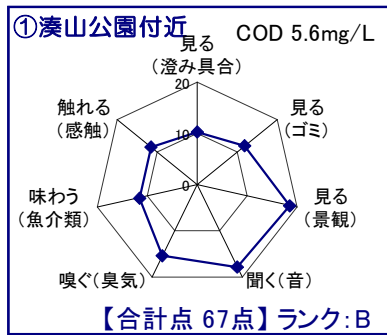 ①湊山公園付近
COD 5.6mg/L
見る
(澄み具合)
20
10
0
見る
(ゴミ)
見る
(景観)
聞く(音)
嗅ぐ(臭気)
味わう
(魚介類)
触れる
(感触)
【合計点 67点】ランク:B